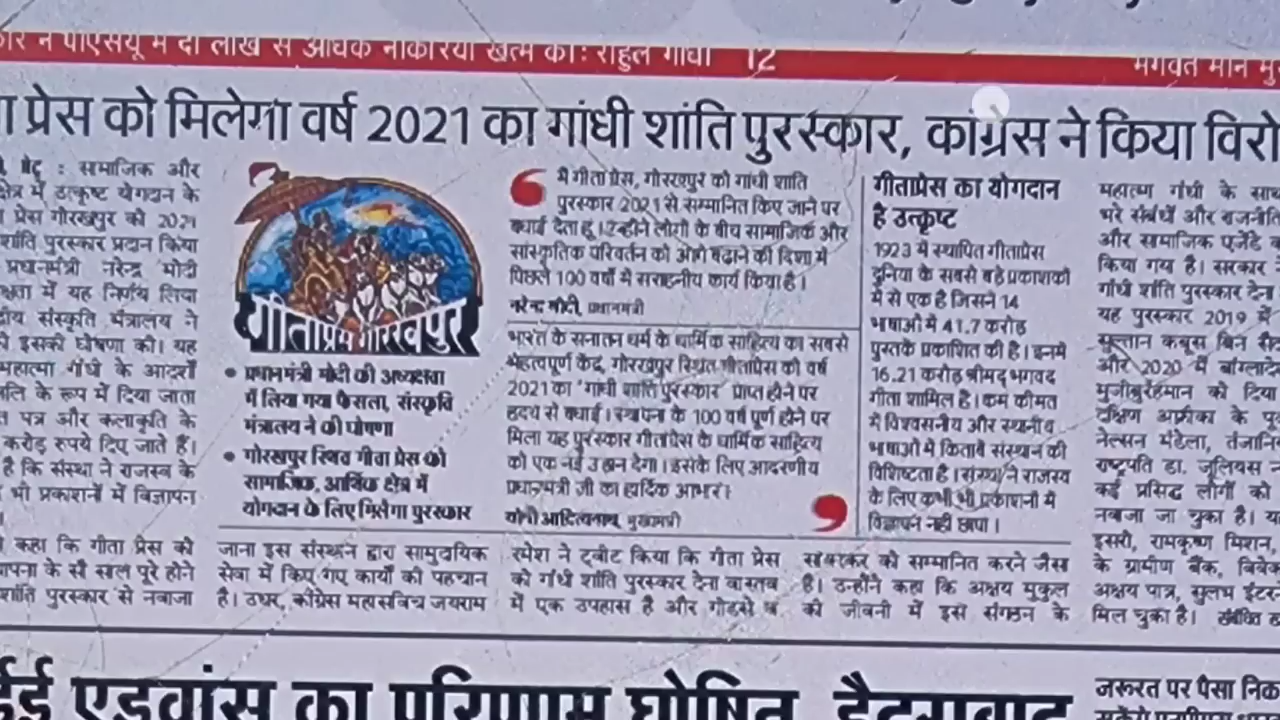 पीएसयू में दो लाख से अधिक नौकरियां खत्म कीं: राहुल गांधी 12
भगवंत मान
प्रेस को मिलेगा वर्ष 2021 का गांधी शांति पुरस्कार, कांग्रेस ने किया
: सामाजिक और
क्षेत्र में उत्कृष्ट योगदान के
प्रेस गोरखपुर को 2021
शांति पुरस्कार प्रदान किया
प्रधानमंत्री नरेन्द्र मोदी
में यह निर्णय लिया
संस्कृति मंत्रालय ने
इसकी घोषणा की। यह
महात्मा गांधी के आदर्शों
के रूप में दिया जाता
पत्र और कलाकृति के
करोड़ रुपये दिए जाते हैं।
है कि संस्था ने राजस्व के
भी प्रकाशनों में विज्ञापन
कहा कि गीता प्रेस को
के सौ साल पूरे होने
शांति पुरस्कार से नवाजा
गीताप्रेस गोरखपुर
• प्रधानमंत्री मोदी की अध्यक्षता
में लिया गया फैसला, संस्कृति
मंत्रालय ने की घोषणा
• गोरखपुर स्थित गीता प्रेस को
सामाजिक, आर्थिक क्षेत्र में
योगदान के लिए मिलेगा पुरस्कार
मैं गीताप्रेस, गोरखपुर को गांधी शांति
पुरस्कार 2021 से सम्मानित किए जाने पर
बधाई देता हूं। उन्होंने लोगों के बीच सामाजिक और
सांस्कृतिक परिवर्तन को आगे बढ़ाने की दिशा में
पिछले 100 वर्षों में सराहनीय कार्य किया है।
नरेन्द्र मोदी, प्रधानमंत्री
भारत के सनातन धर्म के धार्मिक साहित्य का सबसे
महत्वपूर्ण केंद्र, गोरखपुर स्थित गीताप्रेस को वर्ष
2021 का 'गांधी शांति पुरस्कार' प्राप्त होने पर
हृदय से बधाई। स्थापना के 100 वर्ष पूर्ण होने पर
मिला यह पुरस्कार गीताप्रेस के धार्मिक साहित्य
को एक नई उड़ान देगा। इसके लिए आदरणीय
प्रधानमंत्री जी का हार्दिक आभार।
योगी आदित्यनाथ, मुख्यमंत्री
गीताप्रेस का योगदान
है उत्कृष्ट
1923 में स्थापित गीताप्रेस
दुनिया के सबसे बड़े प्रकाशकों
में से एक है जिसने 14
भाषाओं में 41.7 करोड़
पुस्तकें प्रकाशित की है। इनमें
16.21 करोड़ श्रीमद्भगवद
गीता शामिल है। कम कीमत
में विश्वसनीय और स्थानीय
भाषाओं में किताबें संस्थान की
विशिष्टता है। संस्था ने राजस्व
के लिए कभी भी प्रकाशनों में
विज्ञापन नहीं छापा।
जाना इस संस्थान द्वारा सामुदायिक
सेवा में किए गए कार्यों की पहचान
है। उधर, कांग्रेस महासचिव जयराम
रमेश ने ट्वीट किया कि गीता प्रेस
को गांधी शांति पुरस्कार देना वास्तव
में एक उपहास है और गोडसे व
सावरकर को सम्मानित करने जैसा
है। उन्होंने कहा कि अक्षय मुकुल
की जीवनी में इस संगठन के
महात्मा गांधी के साथ
भरे संबंधों और
और सामाजिक एजेंडे
किया गया है। सरकार
गांधी शांति पुरस्कार देना
यह पुरस्कार 2019 में
सुल्तान कबूस बिन
और 2020 में
मुजीबुर्रहमान को दिया
दक्षिण अफ्रीका के
नेल्सन मंडेला,
राष्ट्रपति डा. जूलियस
कई प्रसिद्ध लोगों को
नवाजा जा चुका है।
इसरो, रामकृष्ण मिशन,
के ग्रामीण बैंक,
अक्षय पात्र, सुलभ
मिल चुका है। संबंधित
एडवांस का परिणाम घोषित, हैदराबाद
जरूरत पर पैसा